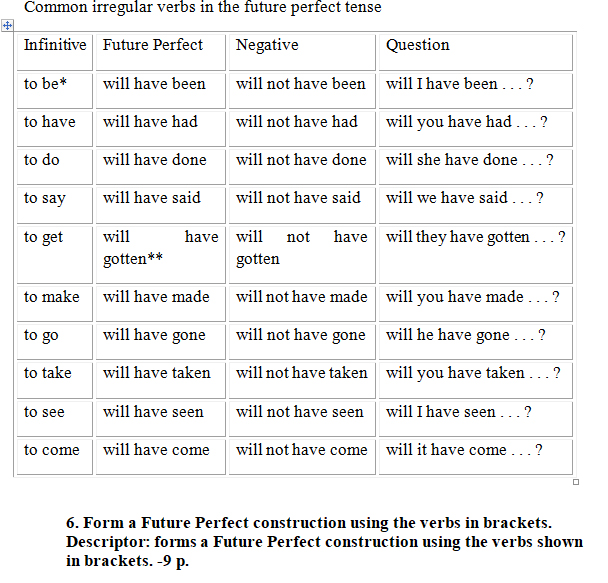 Common irregular verbs in the future perfect tense
Infinitive Future Perfect Negative Question
to be* will have been will not have been will I have been . . . ?
to have will have had will not have had will you have had . . . ?
to do will have done will not have done will she have done . . . ?
to say will have said will not have said will we have said . . . ?
to get will have gotten** will not have gotten will they have gotten . . . ?
to make will have made will not have made will you have made . . . ?
to go will have gone will not have gone will he have gone . . . ?
to take will have taken will not have taken will you have taken . . . ?
to see will have seen will not have seen will I have seen . . . ?
to come will have come will not have come will it have come . . . ?
6. Form a Future Perfect construction using the verbs in brackets.
Descriptor: forms a Future Perfect construction using the verbs shown
in brackets. -9 p.